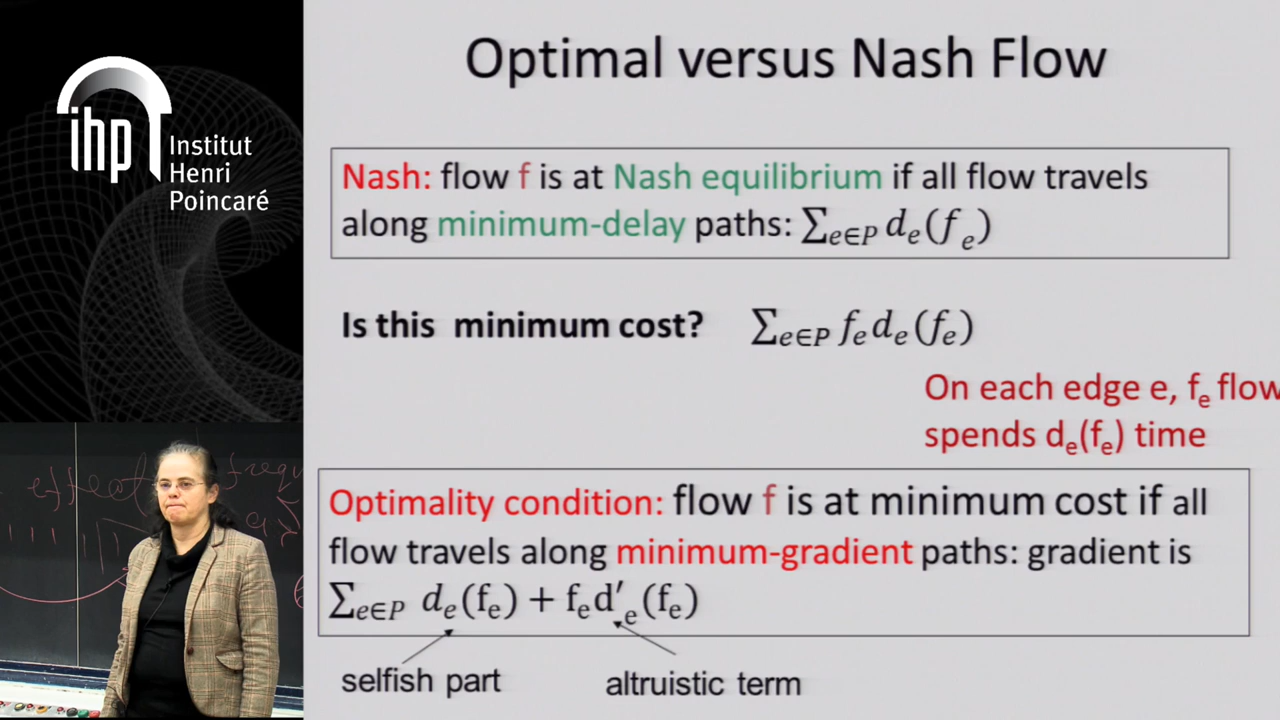 ihp
Institut
Henri
Poincaré
Optimal versus Nash Flow
Nash: flow f is at Nash equilibrium if all flow travels
along minimum-delay paths: ∑e∈P de(fe)
Is this minimum cost? ∑e∈P fede(fe)
On each edge e, fe flow
spends de(fe) time
Optimality condition: flow f is at minimum cost if all
flow travels along minimum-gradient paths: gradient is
∑e∈P de(fe) + fed′e(fe)
selfish part
altruistic term